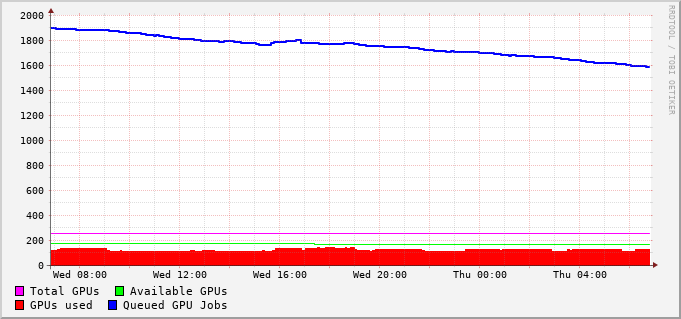 2000
1800
1600
1400
1200
1000
800
600
400
200
0
Wed 08:00 Wed 12:00 Wed 16:00 Wed 20:00 Thu 00:00 Thu 04:00
Total GPUs Available GPUs
GPUs used Queued GPU Jobs
RRDTOOL / TOBI OETIKER